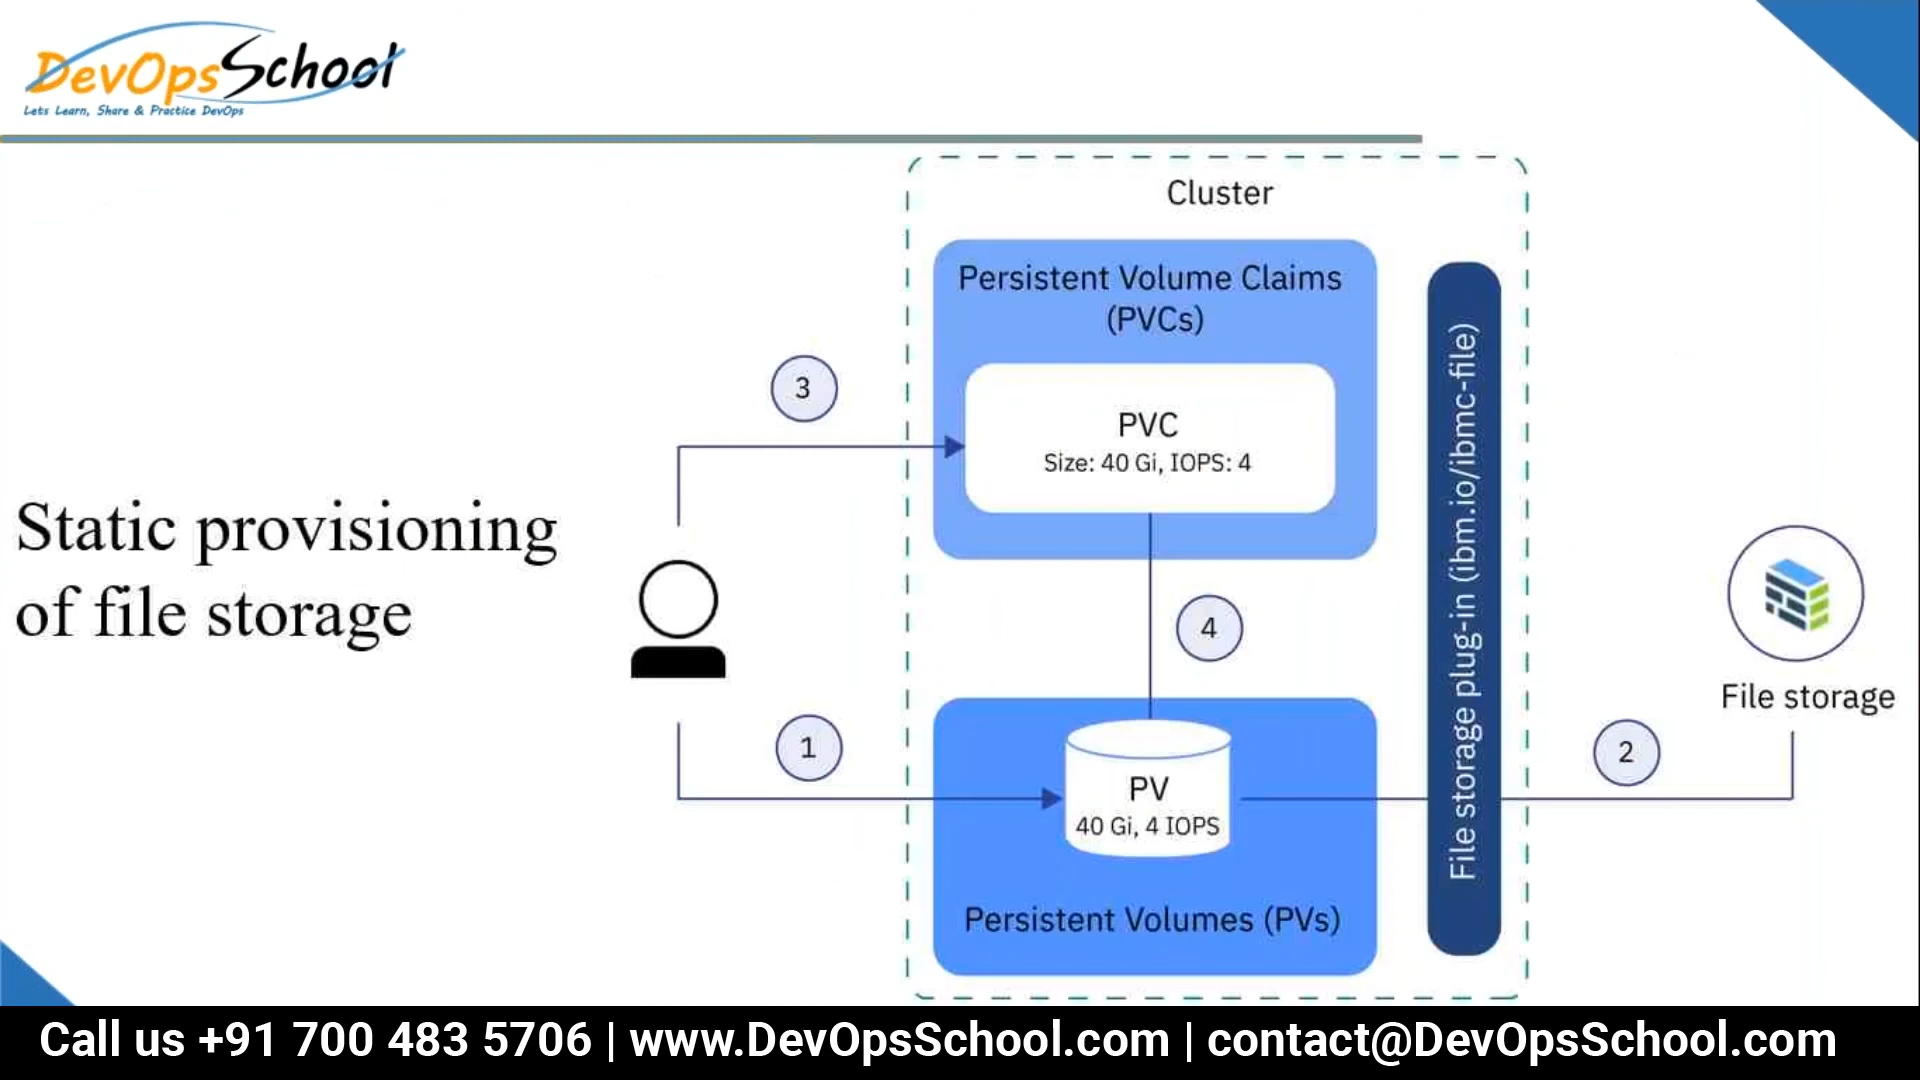 DevOpsSchool
Lets Learn, Share & Practice DevOps
Static provisioning
of file storage
Cluster
Persistent Volume Claims
(PVCs)
PVC
Size: 40 Gi, IOPS: 4
3
4
1
PV
40 Gi, 4 IOPS
Persistent Volumes (PVs)
File storage plug-in (ibm.io/ibmc-file)
2
File storage
Call us +91 700 483 5706 | www.DevOpsSchool.com | contact@DevOpsSchool.com